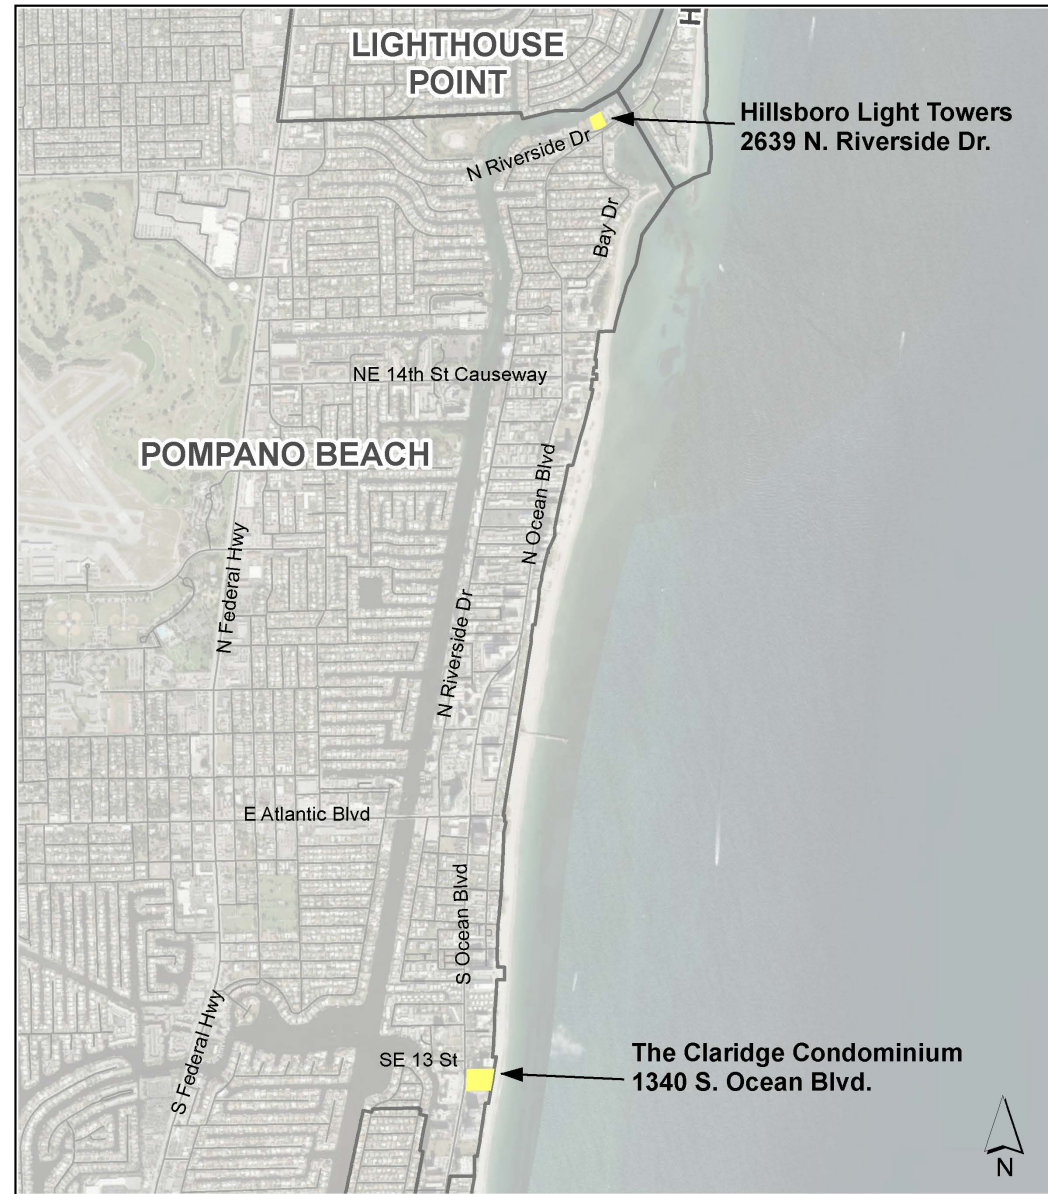 H
LIGHTHOUSE
POINT
Hillsboro Light Towers
2639 N. Riverside Dr.
N Riverside Dr
Bay Dr
NE 14th St Causeway
POMPANO BEACH
N Ocean Blvd
N Federal Hwy
N Riverside Dr
E Atlantic Blvd
S Ocean Blvd
S Federal Hwy
SE 13 St
The Claridge Condominium
1340 S. Ocean Blvd.
N